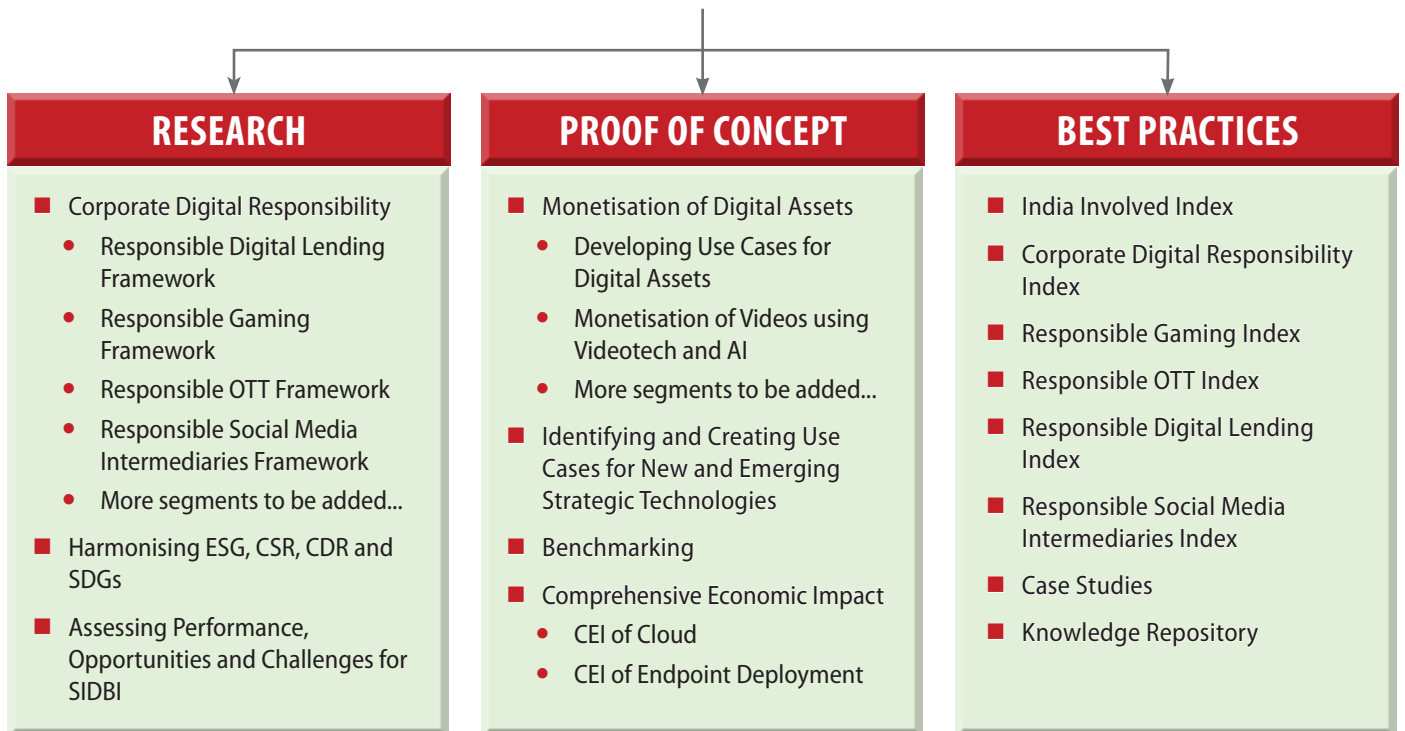 RESEARCH
Corporate Digital Responsibility
Responsible Digital Lending
Framework
Responsible Gaming
Framework
Responsible OTT Framework
Responsible Social Media
Intermediaries Framework
More segments to be added...
Harmonising ESG, CSR, CDR and
SDGs
Assessing Performance,
Opportunities and Challenges for
SIDBI
PROOF OF CONCEPT
Monetisation of Digital Assets
Developing Use Cases for
Digital Assets
Monetisation of Videos using
Videotech and AI
More segments to be added...
Identifying and Creating Use
Cases for New and Emerging
Strategic Technologies
Benchmarking
Comprehensive Economic Impact
CEI of Cloud
CEI of Endpoint Deployment
BEST PRACTICES
India Involved Index
Corporate Digital Responsibility
Index
Responsible Gaming Index
Responsible OTT Index
Responsible Digital Lending
Index
Responsible Social Media
Intermediaries Index
Case Studies
Knowledge Repository